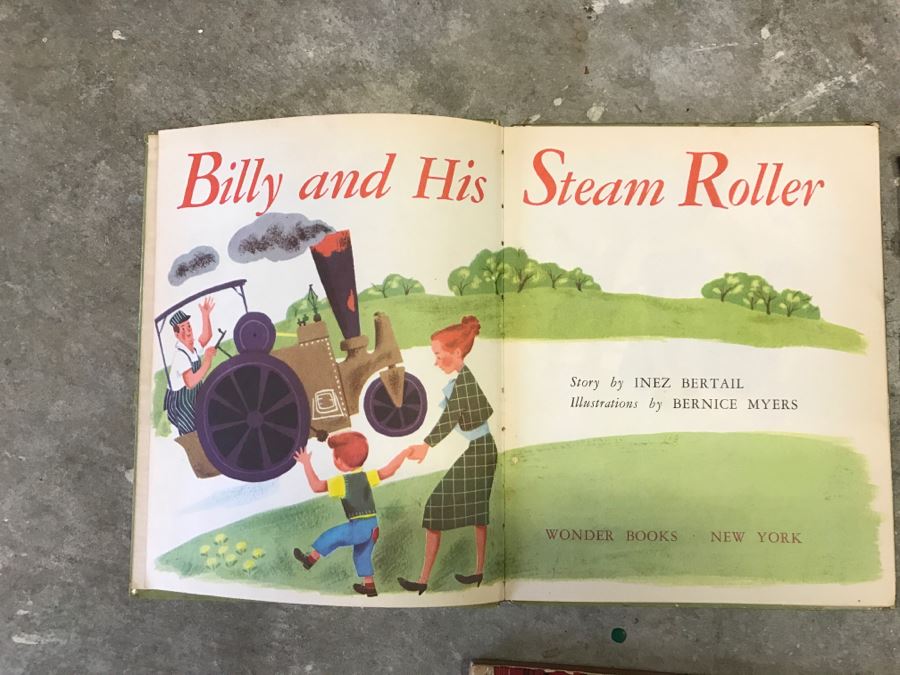 Billy and His Steam Roller
Story by INEZ BERTAIL
Illustrations by BERNICE MYERS
WONDER BOOKS · NEW YORK